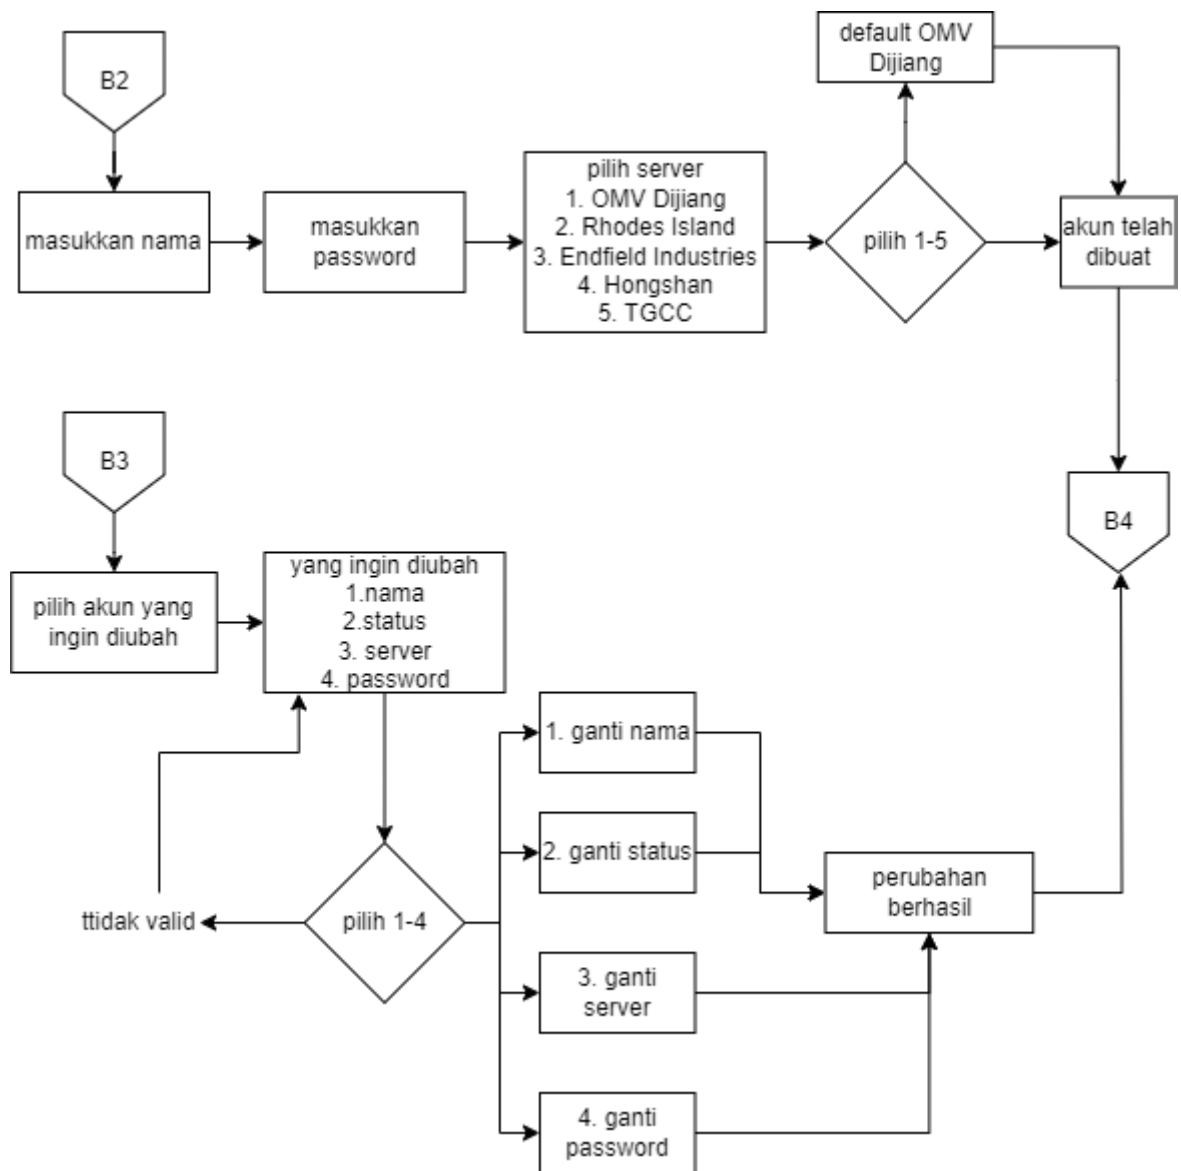 B2
masukkan nama
masukkan
password
pilih server
1. OMV Dijiang
2. Rhodes Island
3. Endfield Industries
4. Hongshan
5. TGCC
pilih 1-5
default OMV
Dijiang
akun telah
dibuat
B3
pilih akun yang
ingin diubah
yang ingin diubah
1.nama
2.status
3. server
4. password
pilih 1-4
ttidak valid
1. ganti nama
2. ganti status
3. ganti
server
4. ganti
password
perubahan
berhasil
B4